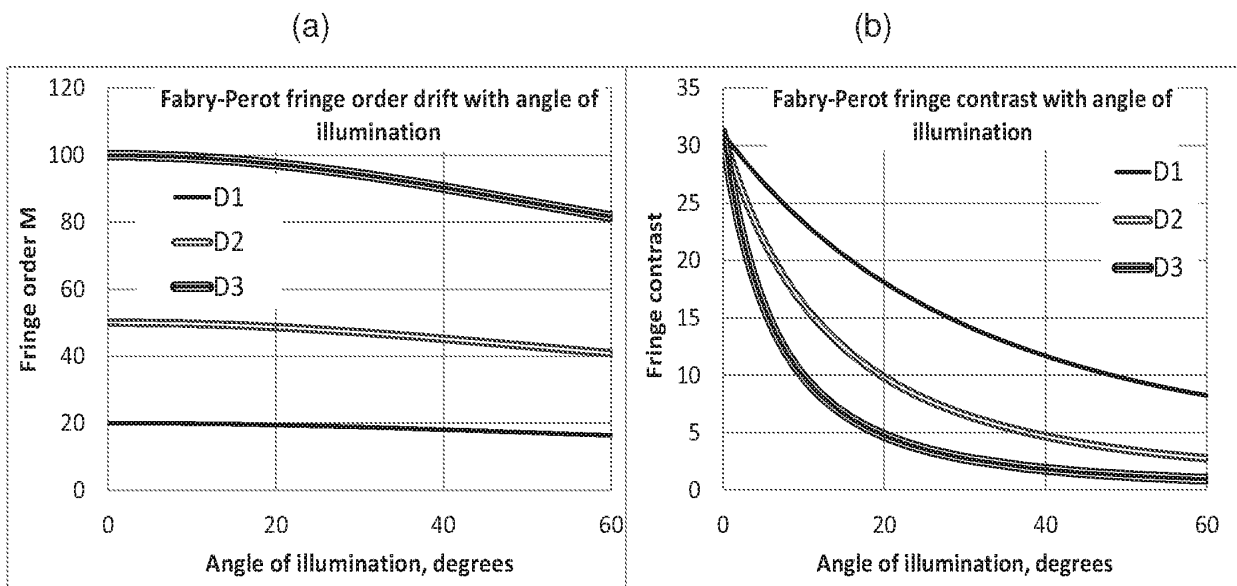 (a)
(b)
Fabry-Perot fringe order drift with angle of
illumination
120
100
80
60
40
20
0
Fringe order M
D1
D2
D3
0
20
40
60
Angle of illumination, degrees
Fabry-Perot fringe contrast with angle of
illumination
35
30
25
20
15
10
5
0
Fringe contrast
D1
D2
D3
0
20
40
60
Angle of illumination, degrees